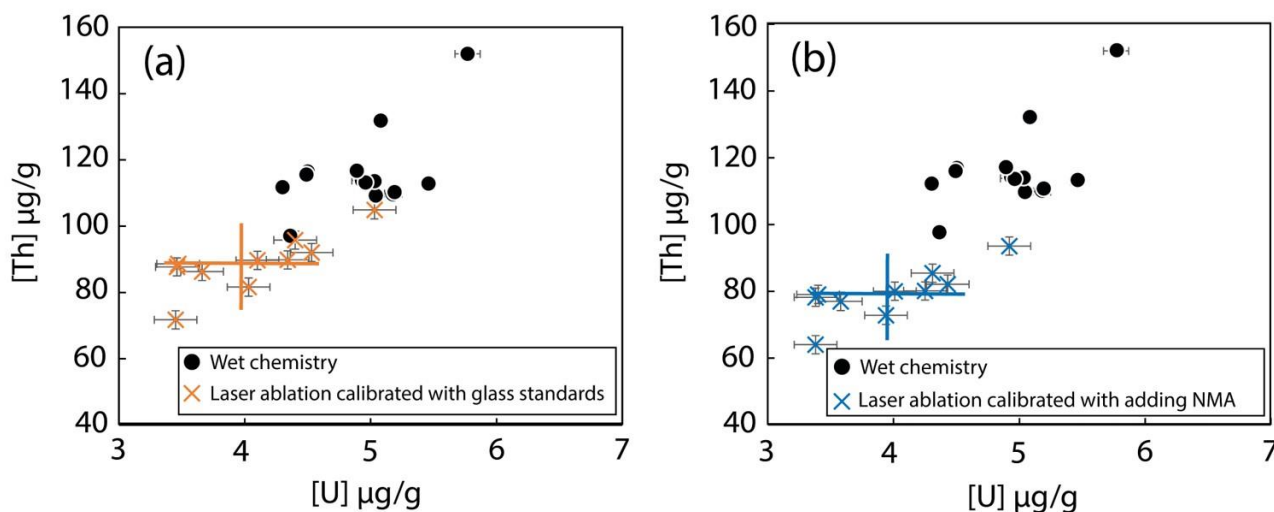 160
140
120
100
80
60
40
[Th] µg/g
(a)
Wet chemistry
Laser ablation calibrated with glass standards
3 4 5 6 7
[U] µg/g
160
140
120
100
80
60
40
[Th] µg/g
(b)
Wet chemistry
Laser ablation calibrated with adding NMA
3 4 5 6 7
[U] µg/g